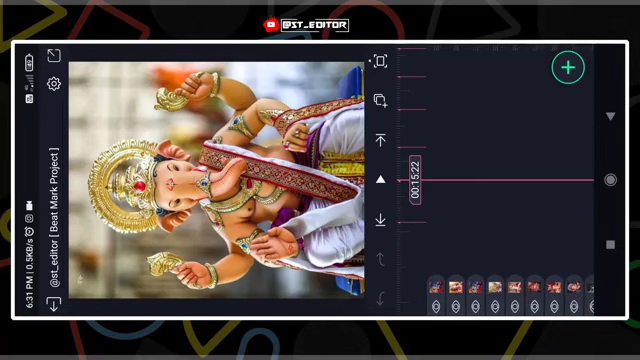 @ST_EDITOR
6:31 PM | 0.5KB/s
@st_editor [ Beat Mark Project ]
00:15:22